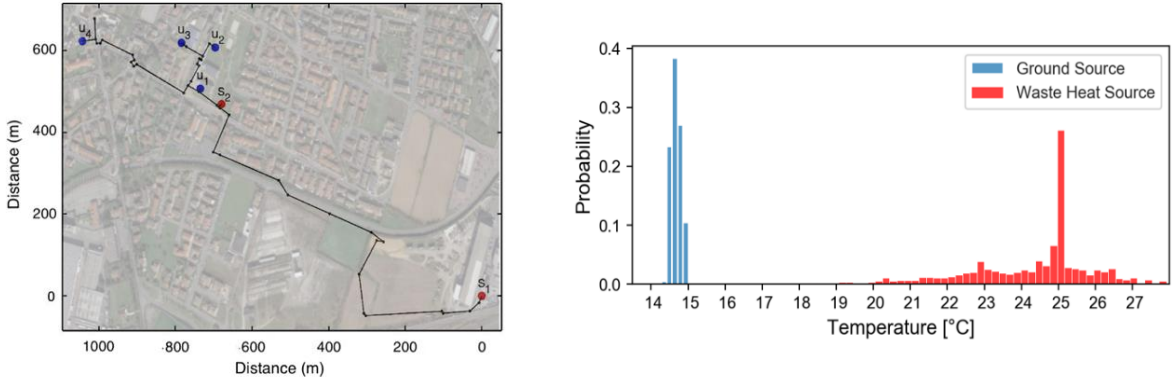 600
400
200
0
Distance (m)
u4
u3
u2
u1
s2
s1
1000
-800
-600
400
200
0
Distance (m)
0.4
0.3
0.2
0.1
0.0
Probability
Ground Source
Waste Heat Source
14 15 16 17 18 19 20 21 22 23 24 25 26 27
Temperature [°C]